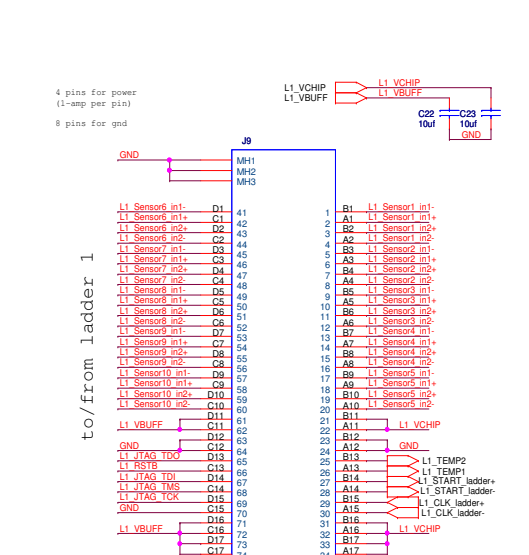 4 pins for power
(1-amp per pin)
8 pins for gnd
L1_VCHIP
L1_VBUFF
L1_VCHIP
L1_VBUFF
C22
10uf
C23
10uf
GND
J9
to/from ladder 1
GND
MH1
MH2
MH3
L1_Sensor6_in1- D1 41 1 B1 L1_Sensor1_in1-
L1_Sensor6_in1+ C1 42 2 A1 L1_Sensor1_in1+
L1_Sensor6_in2+ D2 43 3 B2 L1_Sensor1_in2+
L1_Sensor6_in2- C2 44 4 A2 L1_Sensor1_in2-
L1_Sensor7_in1- D3 45 5 B3 L1_Sensor2_in1-
L1_Sensor7_in1+ C3 46 6 A3 L1_Sensor2_in1+
L1_Sensor7_in2+ D4 47 7 B4 L1_Sensor2_in2+
L1_Sensor7_in2- C4 48 8 A4 L1_Sensor2_in2-
L1_Sensor8_in1- D5 49 9 B5 L1_Sensor3_in1-
L1_Sensor8_in1+ C5 50 10 A5 L1_Sensor3_in1+
L1_Sensor8_in2+ D6 51 11 B6 L1_Sensor3_in2+
L1_Sensor8_in2- C6 52 12 A6 L1_Sensor3_in2-
L1_Sensor9_in1- D7 53 13 B7 L1_Sensor4_in1-
L1_Sensor9_in1+ C7 54 14 A7 L1_Sensor4_in1+
L1_Sensor9_in2+ D8 55 15 B8 L1_Sensor4_in2+
L1_Sensor9_in2- C8 56 16 A8 L1_Sensor4_in2-
L1_Sensor10_in1- D9 57 17 B9 L1_Sensor5_in1-
L1_Sensor10_in1+ C9 58 18 A9 L1_Sensor5_in1+
L1_Sensor10_in2+ D10 59 19 B10 L1_Sensor5_in2+
L1_Sensor10_in2- C10 60 20 A10 L1_Sensor5_in2-
D11 61 21 B11
L1_VBUFF C11 62 22 A11 L1_VCHIP
D12 63 23 B12
GND C12 64 24 A12 GND
L1_JTAG_TDO D13 65 25 B13 L1_TEMP2
L1_RSTB C13 66 26 A13 L1_TEMP1
L1_JTAG_TDI D14 67 27 B14 L1_START_ladder+
L1_JTAG_TMS C14 68 28 A14 L1_START_ladder-
L1_JTAG_TCK D15 69 29 B15 L1_CLK_ladder+
GND C15 70 30 A15 L1_CLK_ladder-
D16 71 31 B16
L1_VBUFF C16 72 32 A16 L1_VCHIP
D17 73 33 B17
C17 A17